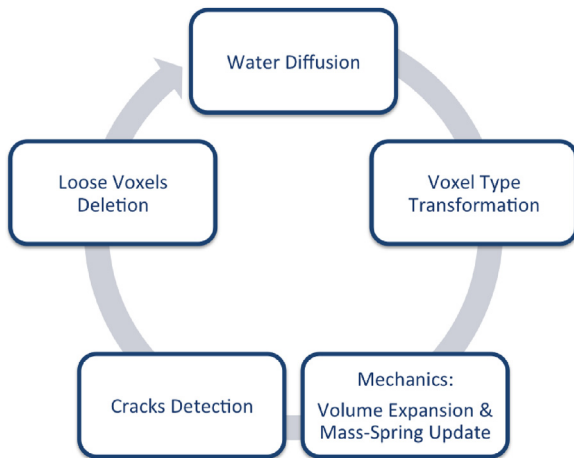 Water Diffusion
Voxel Type
Transformation
Mechanics:
Volume Expansion &
Mass-Spring Update
Cracks Detection
Loose Voxels
Deletion